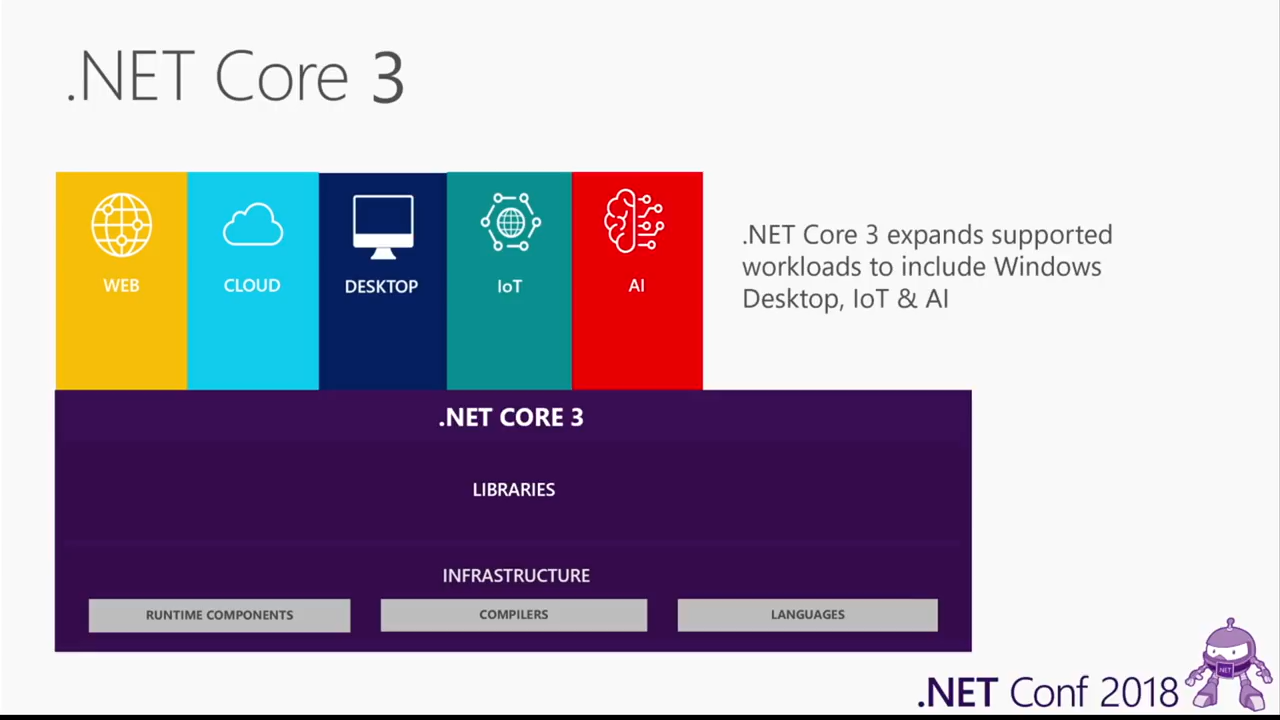 .NET Core 3
WEB
CLOUD
DESKTOP
IoT
AI
.NET Core 3 expands supported
workloads to include Windows
Desktop, IoT & AI
.NET CORE 3
LIBRARIES
INFRASTRUCTURE
RUNTIME COMPONENTS
COMPILERS
LANGUAGES
.NET
.NET Conf 2018